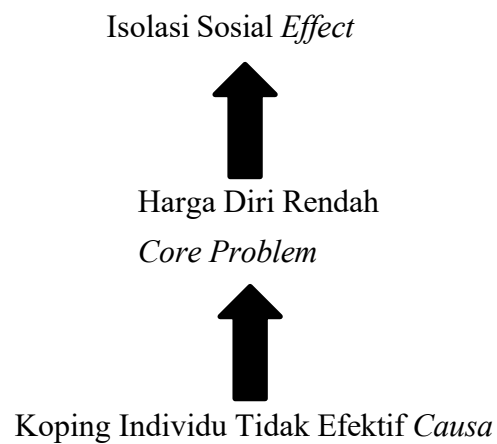 Isolasi Sosial Effect
Harga Diri Rendah
Core Problem
Koping Individu Tidak Efektif Causa